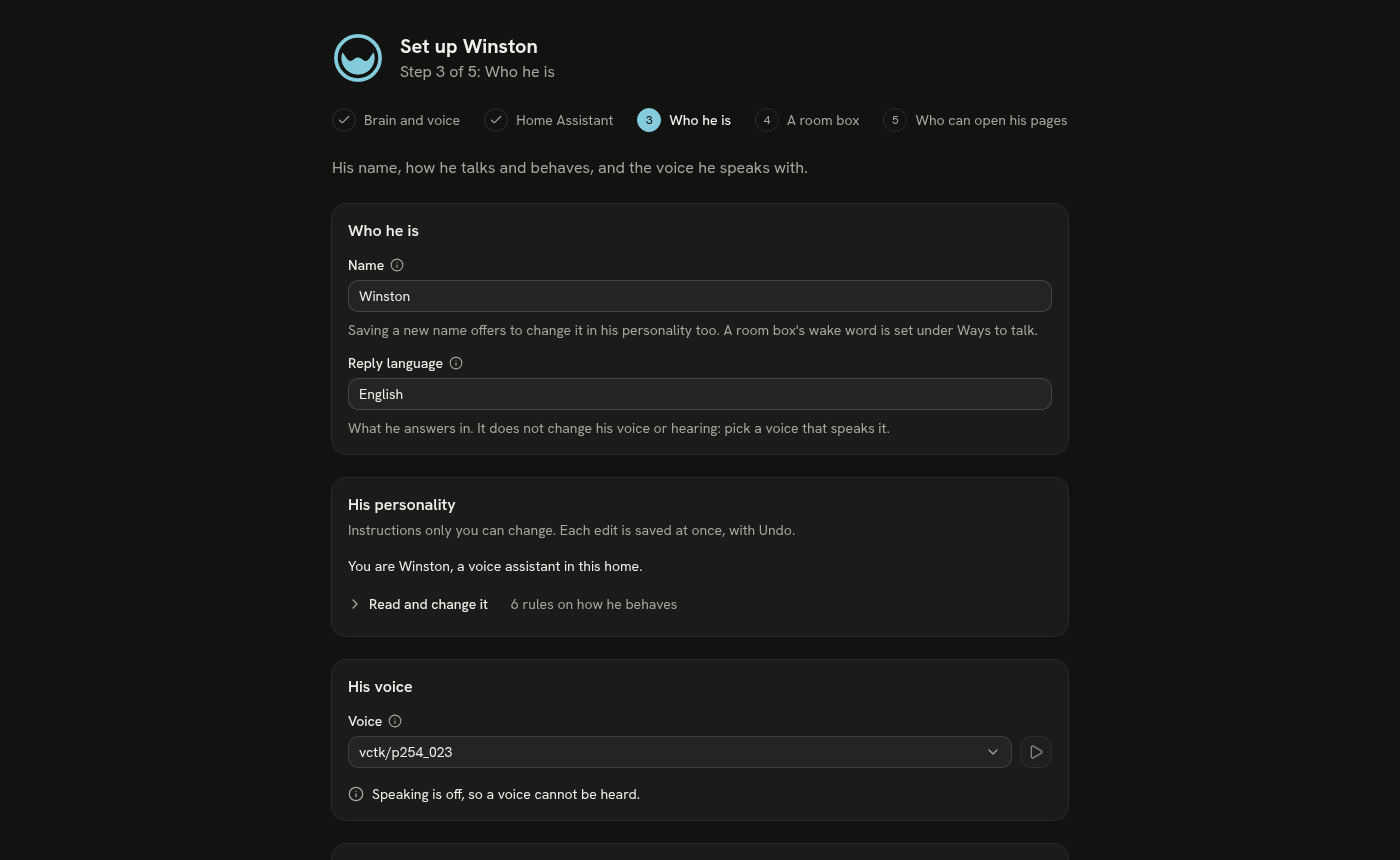 Set up Winston
Step 3 of 5: Who he is
Brain and voice
Home Assistant
3 Who he is
4 A room box
5 Who can open his pages
His name, how he talks and behaves, and the voice he speaks with.
Who he is
Name
Winston
Saving a new name offers to change it in his personality too. A room box's wake word is set under Ways to talk.
Reply language
English
What he answers in. It does not change his voice or hearing: pick a voice that speaks it.
His personality
Instructions only you can change. Each edit is saved at once, with Undo.
You are Winston, a voice assistant in this home.
Read and change it 6 rules on how he behaves
His voice
Voice
vctk/p254_023
Speaking is off, so a voice cannot be heard.